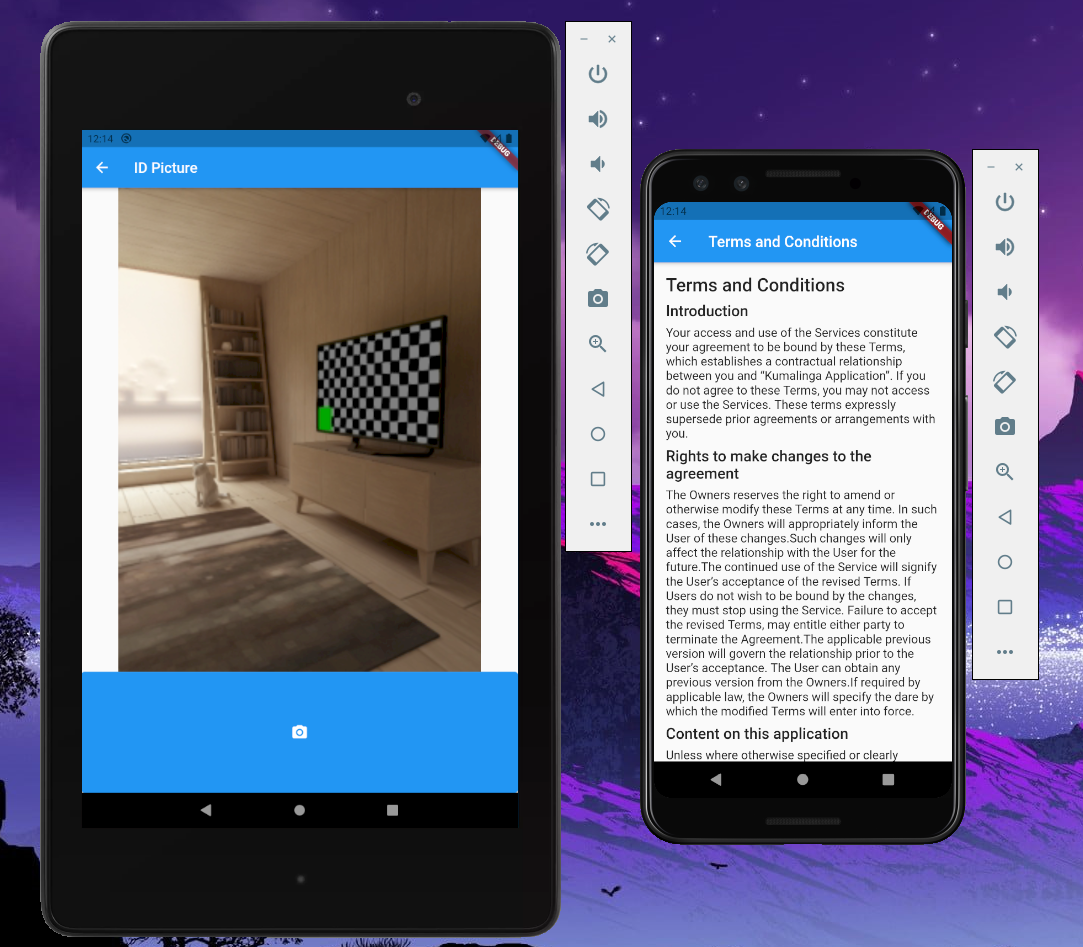 12:14
DEBUG
ID Picture
12:14
DEBUG
Terms and Conditions
Terms and Conditions
Introduction
Your access and use of the Services constitute
your agreement to be bound by these Terms,
which establishes a contractual relationship
between you and “Kumalinga Application”. If you
do not agree to these Terms, you may not access
or use the Services. These terms expressly
supersede prior agreements or arrangements with
you.
Rights to make changes to the
agreement
The Owners reserves the right to amend or
otherwise modify these Terms at any time. In such
cases, the Owners will appropriately inform the
User of these changes.Such changes will only
affect the relationship with the User for the
future.The continued use of the Service will signify
the User’s acceptance of the revised Terms. If
Users do not wish to be bound by the changes,
they must stop using the Service. Failure to accept
the revised Terms, may entitle either party to
terminate the Agreement.The applicable previous
version will govern the relationship prior to the
User’s acceptance. The User can obtain any
previous version from the Owners.If required by
applicable law, the Owners will specify the dare by
which the modified Terms will enter into force.
Content on this application
Unless where otherwise specified or clearly